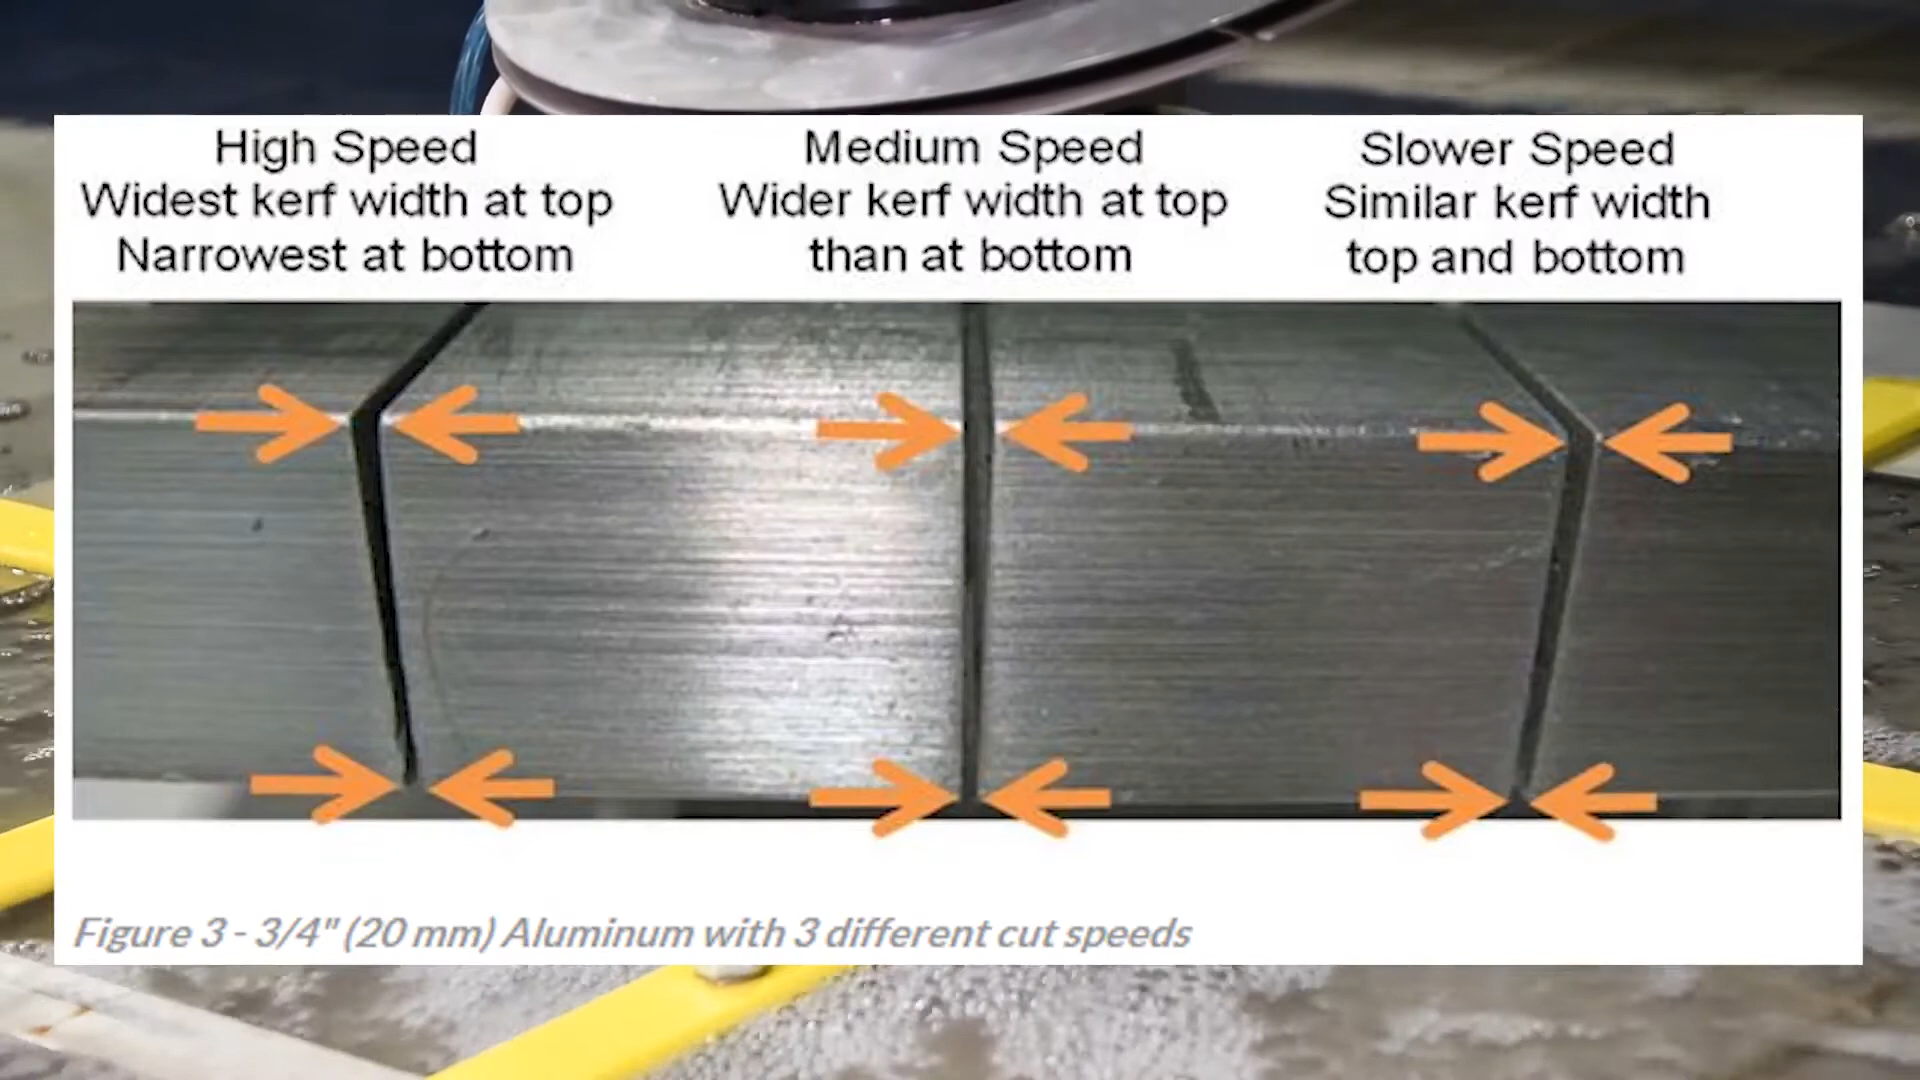 High Speed
Widest kerf width at top
Narrowest at bottom
Medium Speed
Wider kerf width at top
than at bottom
Slower Speed
Similar kerf width
top and bottom
Figure 3 - 3/4" (20 mm) Aluminum with 3 different cut speeds